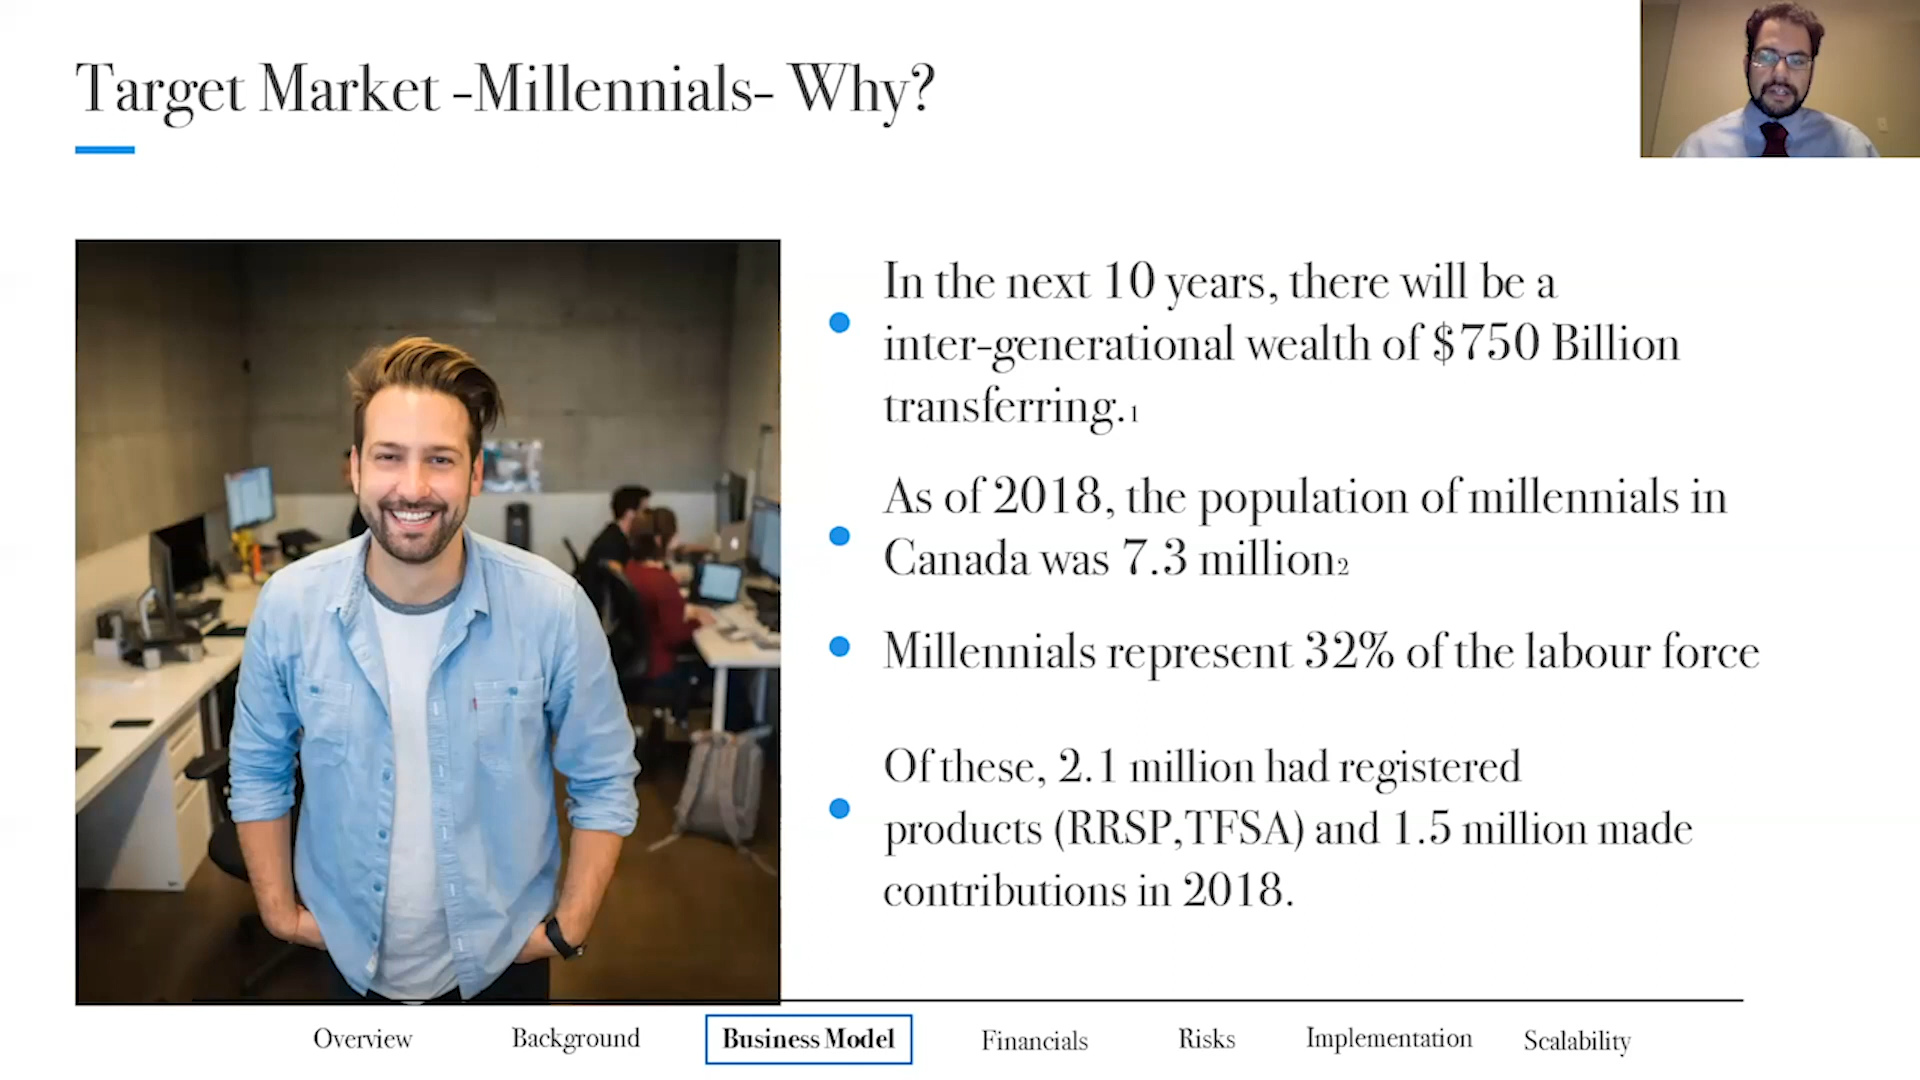 Target Market -Millennials- Why?
In the next 10 years, there will be a
inter-generational wealth of $750 Billion
transferring.1
As of 2018, the population of millennials in
Canada was 7.3 million2
Millennials represent 32% of the labour force
Of these, 2.1 million had registered
products (RRSP,TFSA) and 1.5 million made
contributions in 2018.
Overview Background Business Model Financials Risks Implementation Scalability